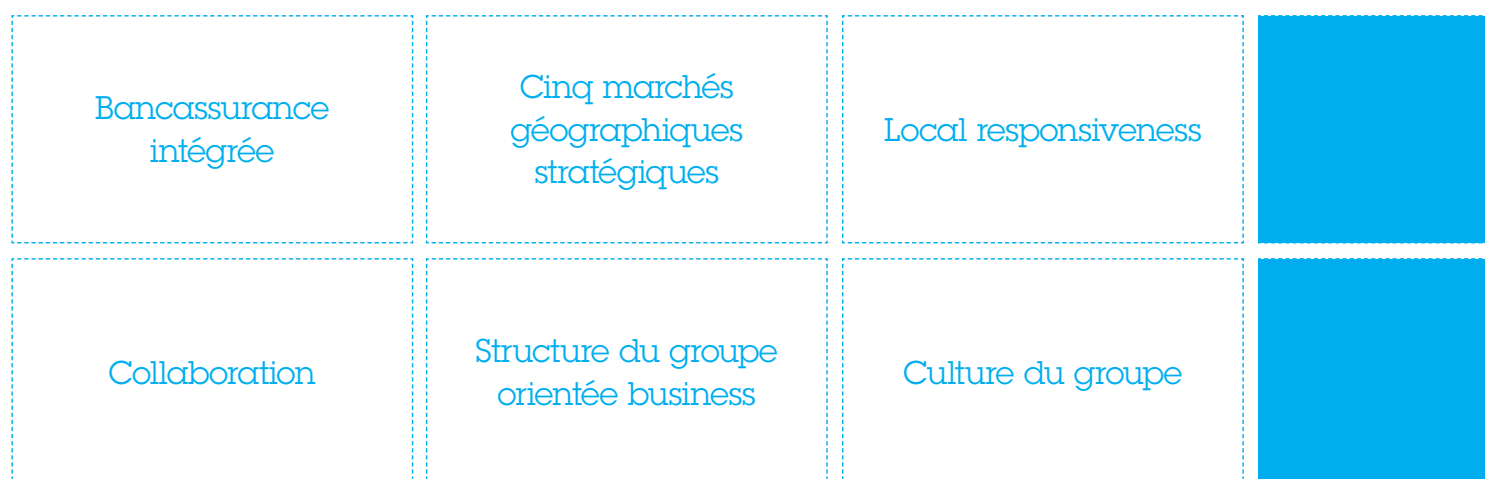 Bancassurance
intégrée
Cinq marchés
géographiques
stratégiques
Local responsiveness
Collaboration
Structure du groupe
orientée business
Culture du groupe